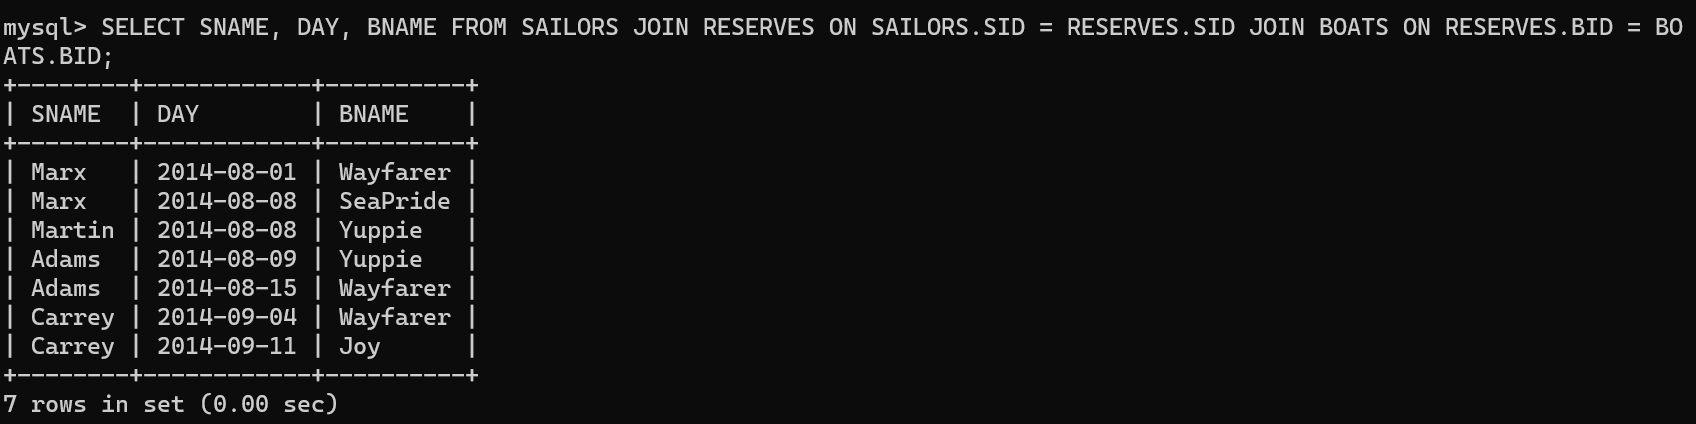 mysql> SELECT SNAME, DAY, BNAME FROM SAILORS JOIN RESERVES ON SAILORS.SID = RESERVES.SID JOIN BOATS ON RESERVES.BID = BO
ATS.BID;
+--------+------------+----------+
| SNAME  | DAY        | BNAME    |
+--------+------------+----------+
| Marx   | 2014-08-01 | Wayfarer |
| Marx   | 2014-08-08 | SeaPride |
| Martin | 2014-08-08 | Yuppie   |
| Adams  | 2014-08-09 | Yuppie   |
| Adams  | 2014-08-15 | Wayfarer |
| Carrey | 2014-09-04 | Wayfarer |
| Carrey | 2014-09-11 | Joy      |
+--------+------------+----------+
7 rows in set (0.00 sec)